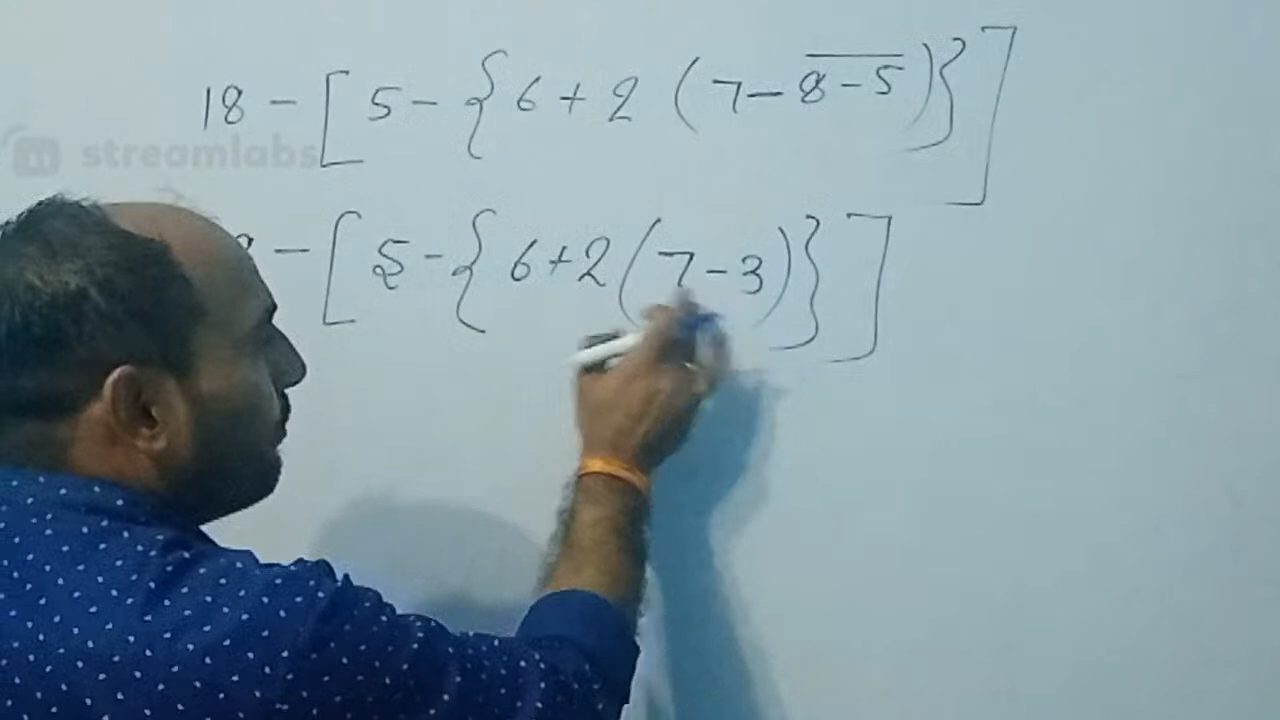 18 - [ 5 - { 6 + 2 ( 7 - 8̅ ̅-̅ ̅5̅ ) } ]
streamlabs
- [ 5 - { 6 + 2 ( 7 - 3 ) } ]